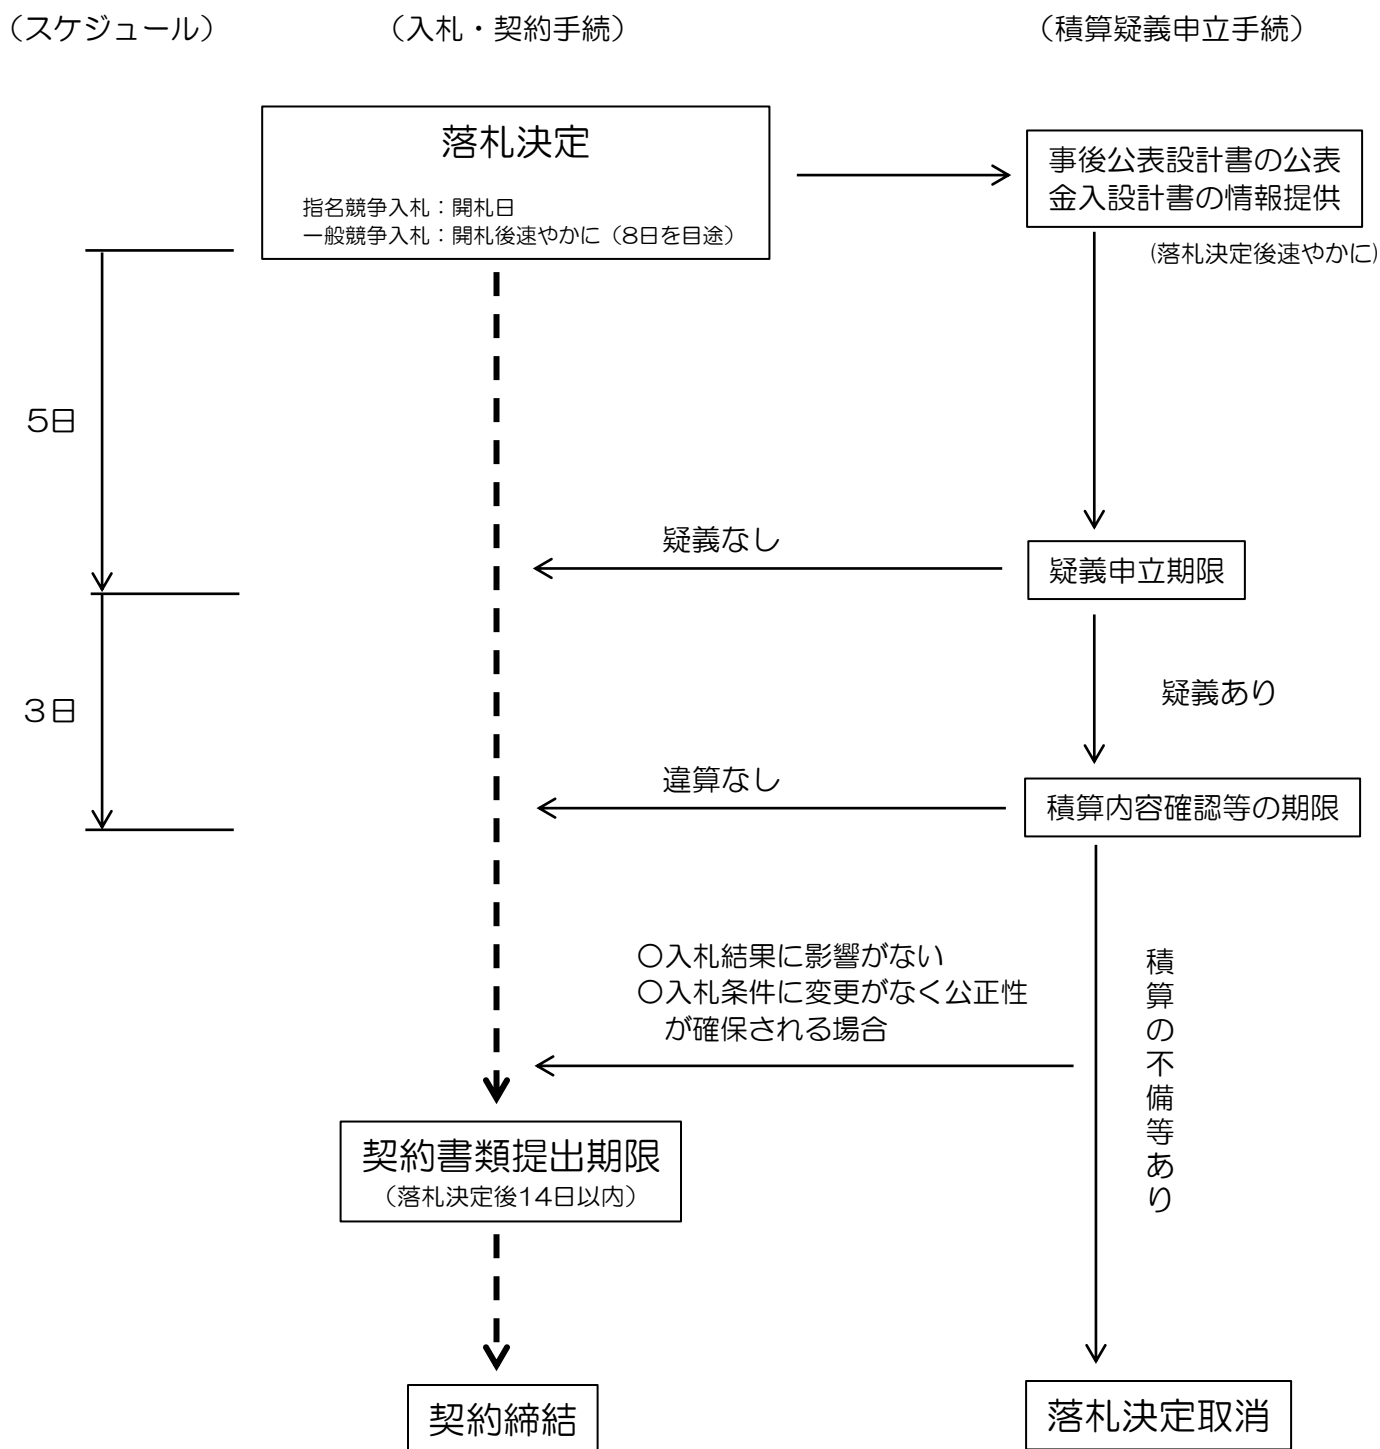 （スケジュール）
（入札・契約手続）
（積算疑義申立手続）
落札決定
指名競争入札：開札日
一般競争入札：開札後速やかに（8日を目途）
事後公表設計書の公表
金入設計書の情報提供
(落札決定後速やかに)
5日
疑義なし
疑義申立期限
3日
疑義あり
違算なし
積算内容確認等の期限
○入札結果に影響がない
○入札条件に変更がなく公正性
が確保される場合
積算の不備等あり
契約書類提出期限
（落札決定後14日以内）
契約締結
落札決定取消